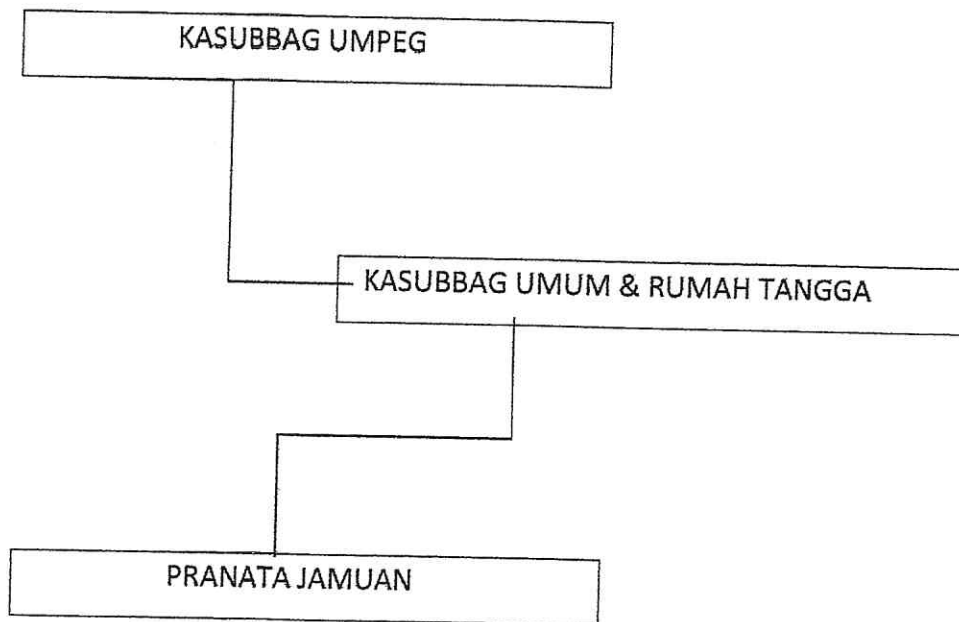 KASUBBAG UMPEG
KASUBBAG UMUM & RUMAH TANGGA
PRANATA JAMUAN